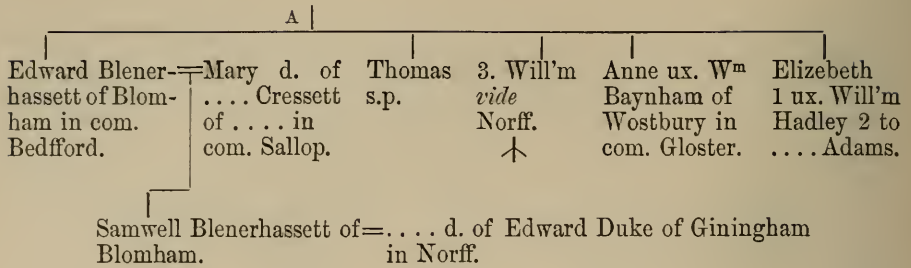 A
Edward Blener-
hassett of Blom-
ham in com.
Bedfford.
Mary d. of
.... Cressett
of .... in
com. Sallop.
Thomas
s.p.
3. Will'm
vide
Norff.
Anne ux. Wᵐ
Baynham of
Wostbury in
com. Gloster.
Elizebeth
1 ux. Will'm
Hadley 2 to
.... Adams.
Samwell Blenerhassett of
Blomham.
=.... d. of Edward Duke of Giningham
in Norff.